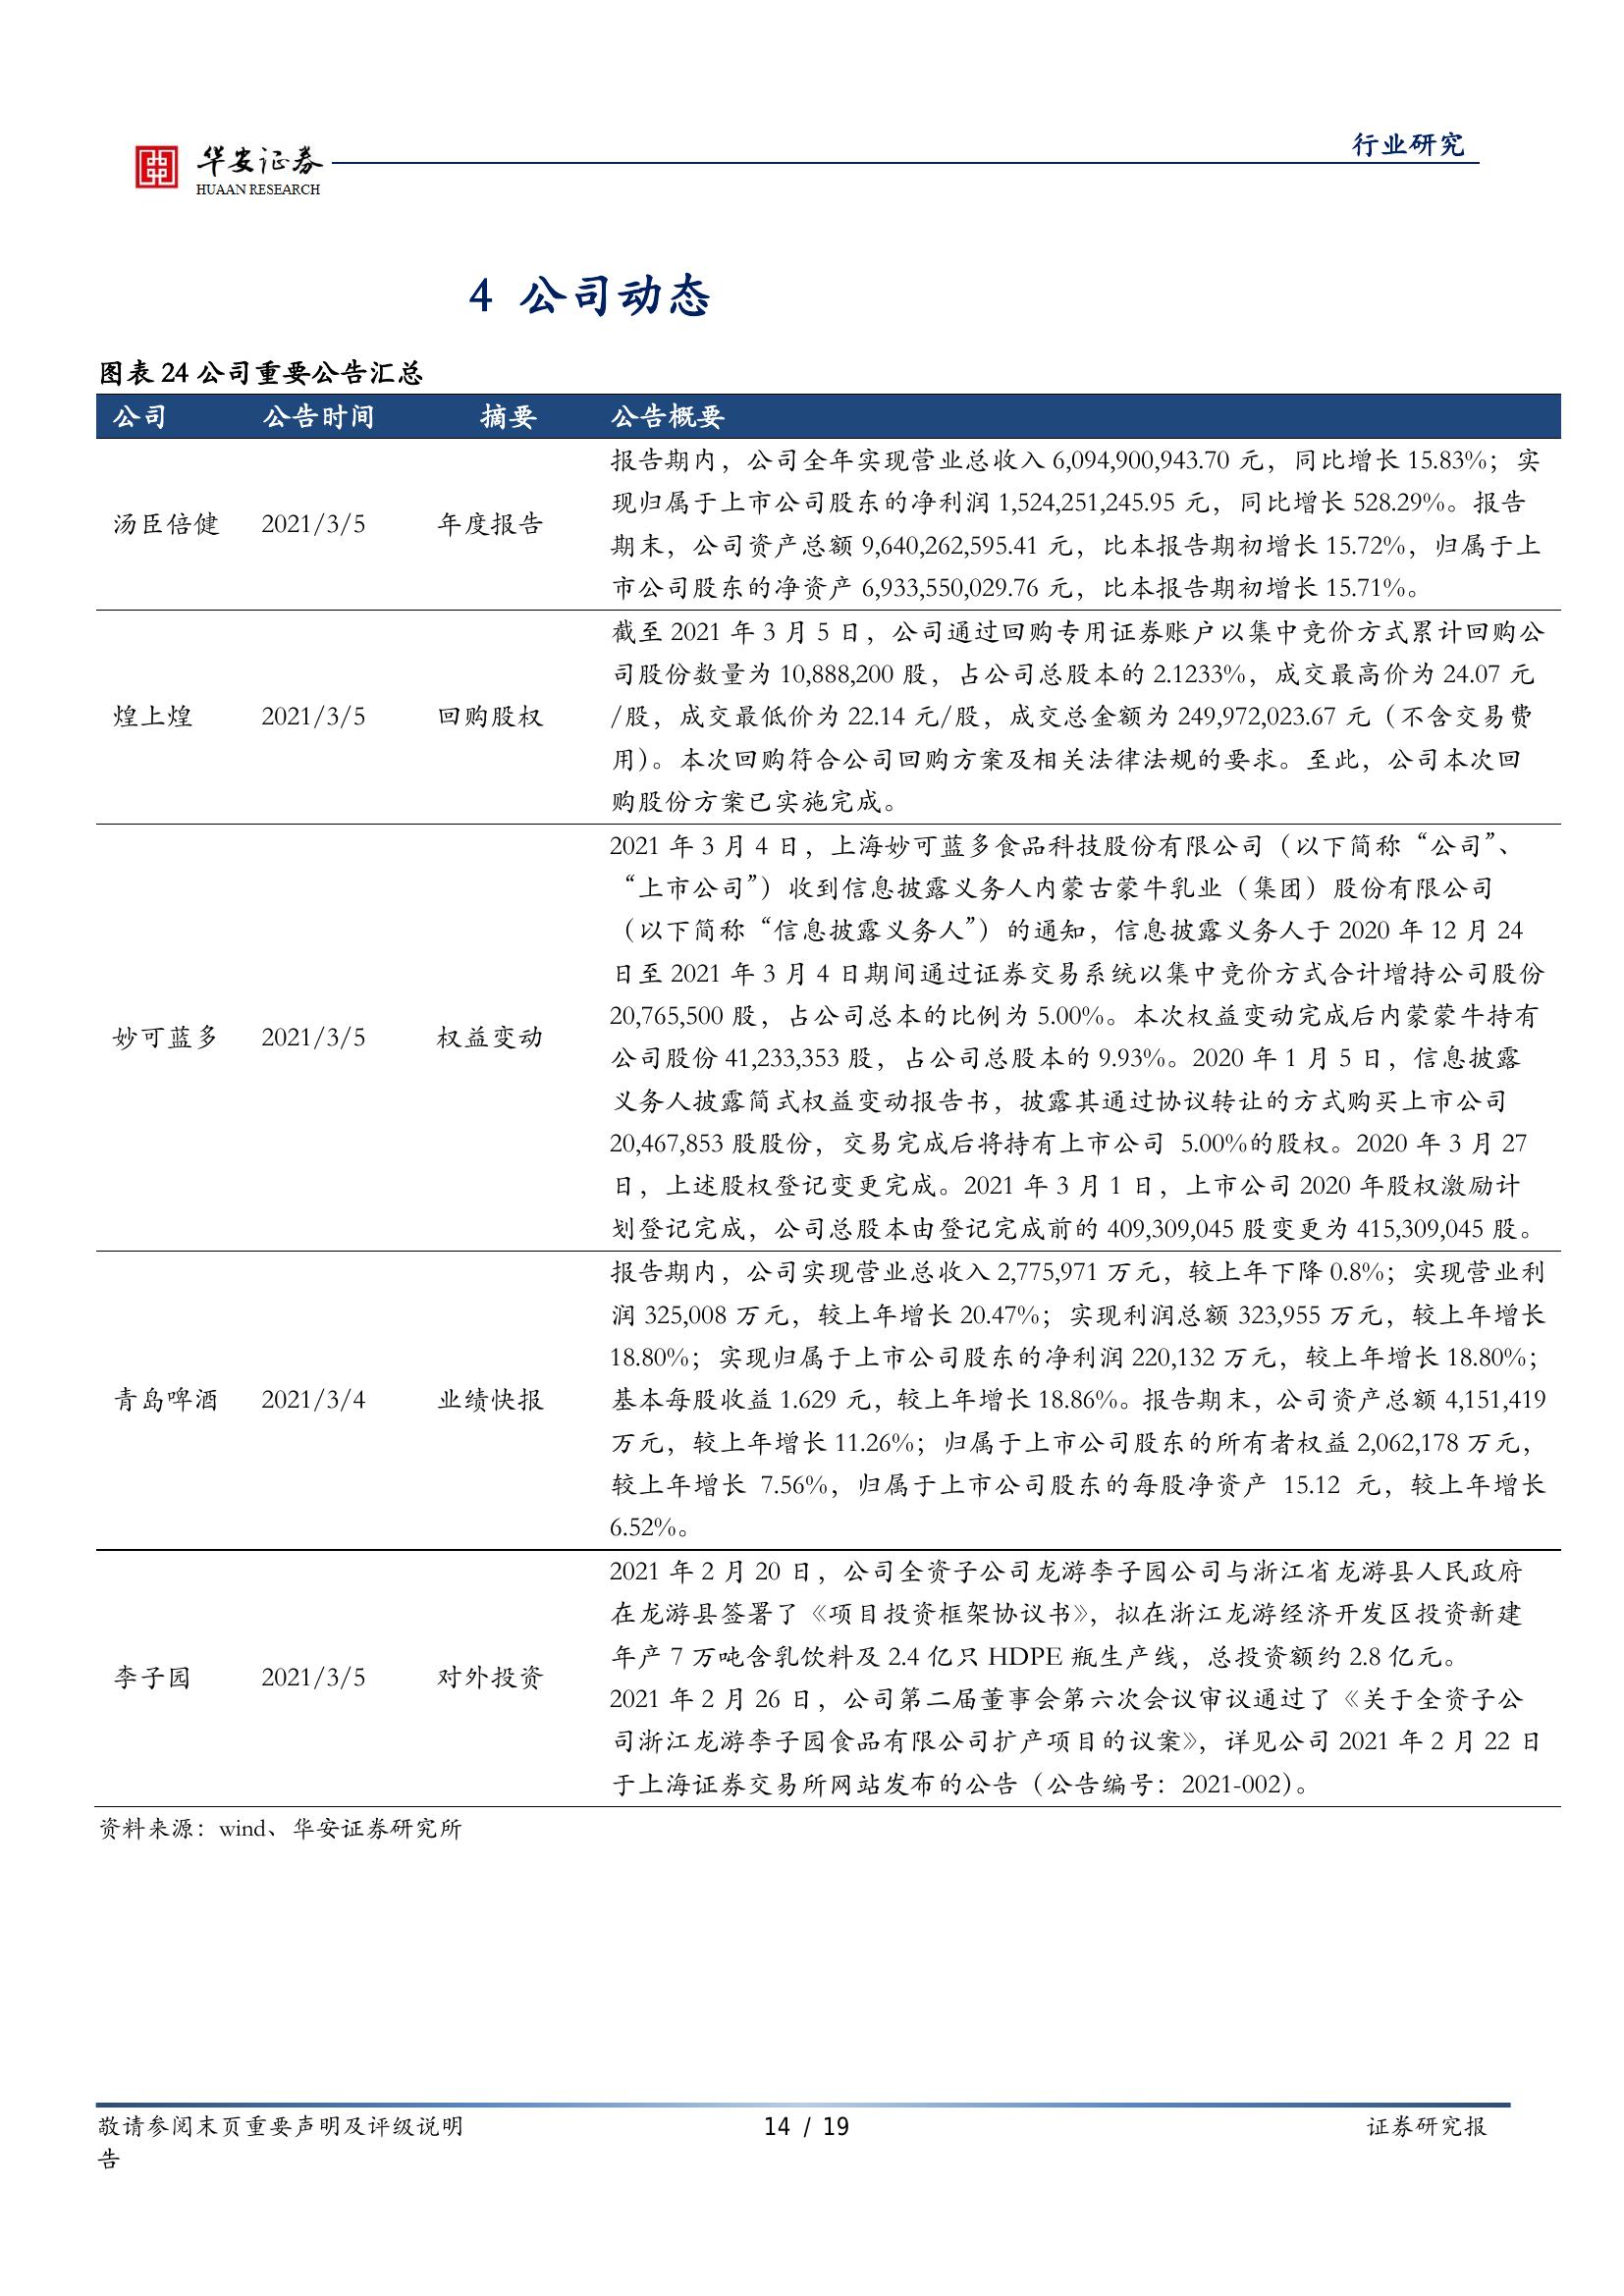 华安证券
HUAAN RESEARCH
行业研究
4 公司动态
图表 24 公司重要公告汇总
公司 公告时间 摘要 公告概要
汤臣倍健 2021/3/5 年度报告
报告期内，公司全年实现营业总收入 6,094,900,943.70 元，同比增长 15.83%；实
现归属于上市公司股东的净利润 1,524,251,245.95 元，同比增长 528.29%。报告
期末，公司资产总额 9,640,262,595.41 元，比本报告期初增长 15.72%，归属于上
市公司股东的净资产 6,933,550,029.76 元，比本报告期初增长 15.71%。
煌上煌 2021/3/5 回购股权
截至 2021 年 3 月 5 日，公司通过回购专用证券账户以集中竞价方式累计回购公
司股份数量为 10,888,200 股，占公司总股本的 2.1233%，成交最高价为 24.07 元
/股，成交最低价为 22.14 元/股，成交总金额为 249,972,023.67 元（不含交易费
用）。本次回购符合公司回购方案及相关法律法规的要求。至此，公司本次回
购股份方案已实施完成。
妙可蓝多 2021/3/5 权益变动
2021 年 3 月 4 日，上海妙可蓝多食品科技股份有限公司（以下简称“公司”、
“上市公司”）收到信息披露义务人内蒙古蒙牛乳业（集团）股份有限公司
（以下简称“信息披露义务人”）的通知，信息披露义务人于 2020 年 12 月 24
日至 2021 年 3 月 4 日期间通过证券交易系统以集中竞价方式合计增持公司股份
20,765,500 股，占公司总本的比例为 5.00%。本次权益变动完成后内蒙蒙牛持有
公司股份 41,233,353 股，占公司总股本的 9.93%。2020 年 1 月 5 日，信息披露
义务人披露简式权益变动报告书，披露其通过协议转让的方式购买上市公司
20,467,853 股股份，交易完成后将持有上市公司 5.00%的股权。2020 年 3 月 27
日，上述股权登记变更完成。2021 年 3 月 1 日，上市公司 2020 年股权激励计
划登记完成，公司总股本由登记完成前的 409,309,045 股变更为 415,309,045 股。
青岛啤酒 2021/3/4 业绩快报
报告期内，公司实现营业总收入 2,775,971 万元，较上年下降 0.8%；实现营业利
润 325,008 万元，较上年增长 20.47%；实现利润总额 323,955 万元，较上年增长
18.80%；实现归属于上市公司股东的净利润 220,132 万元，较上年增长 18.80%；
基本每股收益 1.629 元，较上年增长 18.86%。报告期末，公司资产总额 4,151,419
万元，较上年增长 11.26%；归属于上市公司股东的所有者权益 2,062,178 万元，
较上年增长 7.56%，归属于上市公司股东的每股净资产 15.12 元，较上年增长
6.52%。
李子园 2021/3/5 对外投资
2021 年 2 月 20 日，公司全资子公司龙游李子园公司与浙江省龙游县人民政府
在龙游县签署了《项目投资框架协议书》，拟在浙江龙游经济开发区投资新建
年产 7 万吨含乳饮料及 2.4 亿只 HDPE 瓶生产线，总投资额约 2.8 亿元。
2021 年 2 月 26 日，公司第二届董事会第六次会议审议通过了《关于全资子公
司浙江龙游李子园食品有限公司扩产项目的议案》，详见公司 2021 年 2 月 22 日
于上海证券交易所网站发布的公告（公告编号：2021-002）。
资料来源：wind、华安证券研究所
敬请参阅末页重要声明及评级说明 14 / 19 证券研究报
告